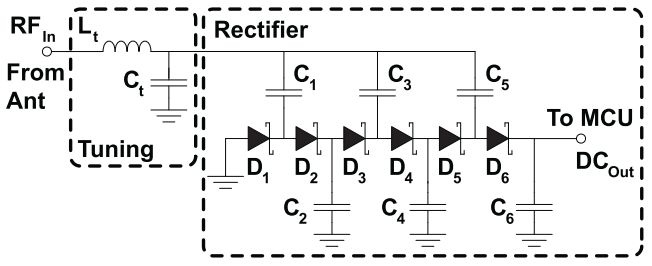 RF_In
From
Ant
L_t
C_t
Tuning
Rectifier
C_1
C_3
C_5
D_1
D_2
D_3
D_4
D_5
D_6
C_2
C_4
C_6
To MCU
DC_Out